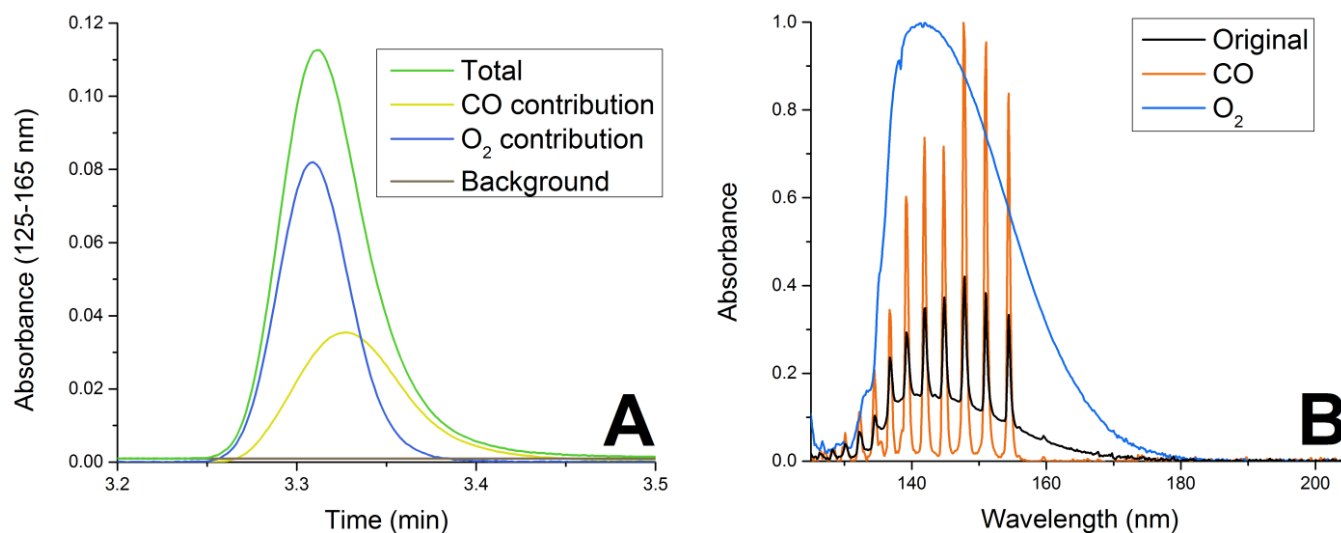 0.12
0.10
0.08
0.06
0.04
0.02
0.00
3.2 3.3 3.4 3.5
Absorbance (125-165 nm)
Time (min)
Total
CO contribution
O₂ contribution
Background
A
1.0
0.8
0.6
0.4
0.2
0.0
140 160 180 200
Absorbance
Wavelength (nm)
Original
CO
O₂
B